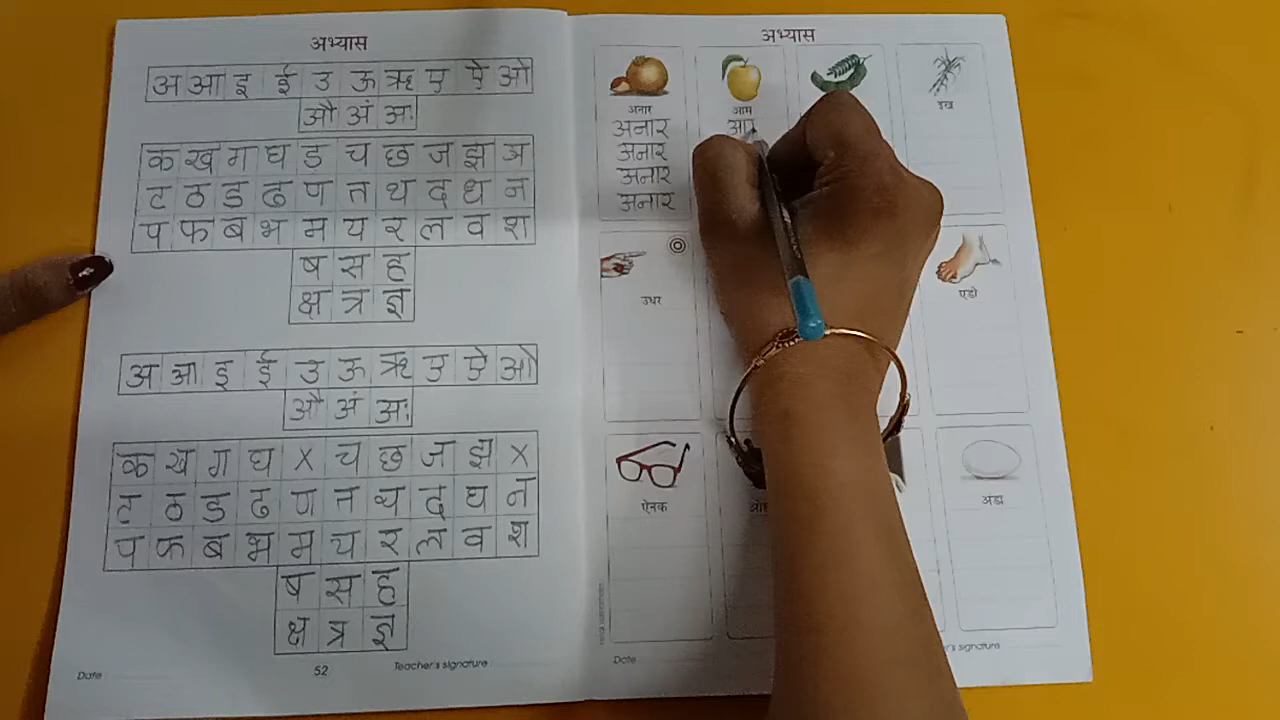 अभ्यास
अ आ इ ई उ ऊ ऋ ए ऐ ओ
औ अं अः
क ख ग घ ड च छ ज झ ञ
ट ठ ड ढ ण त थ द ध न
प फ ब भ म य र ल व श
ष स ह
क्ष त्र ज्ञ
अ आ इ ई उ ऊ ऋ ए ऐ ओ
औ अं अः
क ख ग घ X च छ ज झ X
ट ठ ड ढ ण त थ द घ न
प फ ब भ म य र ल व श
ष स ह
क्ष त्र ज्ञ
Date
52
Teacher's signature
अभ्यास
अनार
आम
इख
अनार
अनार
अनार
अनार
उधर
एडी
ऐनक
अंडा
Date